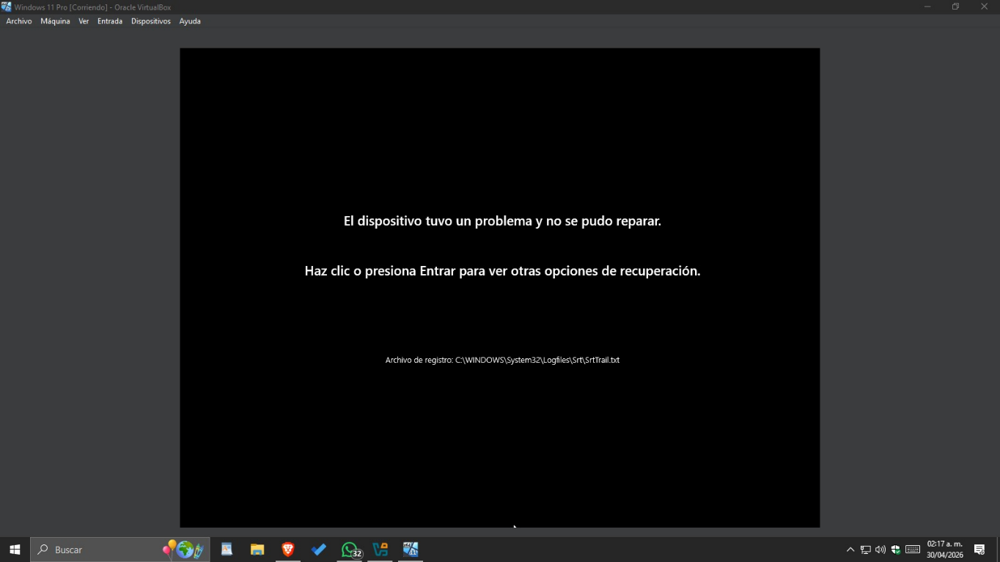 Windows 11 Pro [Corriendo] - Oracle VirtualBox
Archivo Máquina Ver Entrada Dispositivos Ayuda
El dispositivo tuvo un problema y no se pudo reparar.
Haz clic o presiona Entrar para ver otras opciones de recuperación.
Archivo de registro: C:\WINDOWS\System32\Logfiles\Srt\SrtTrail.txt
Buscar
32
02:17 a. m.
30/04/2026